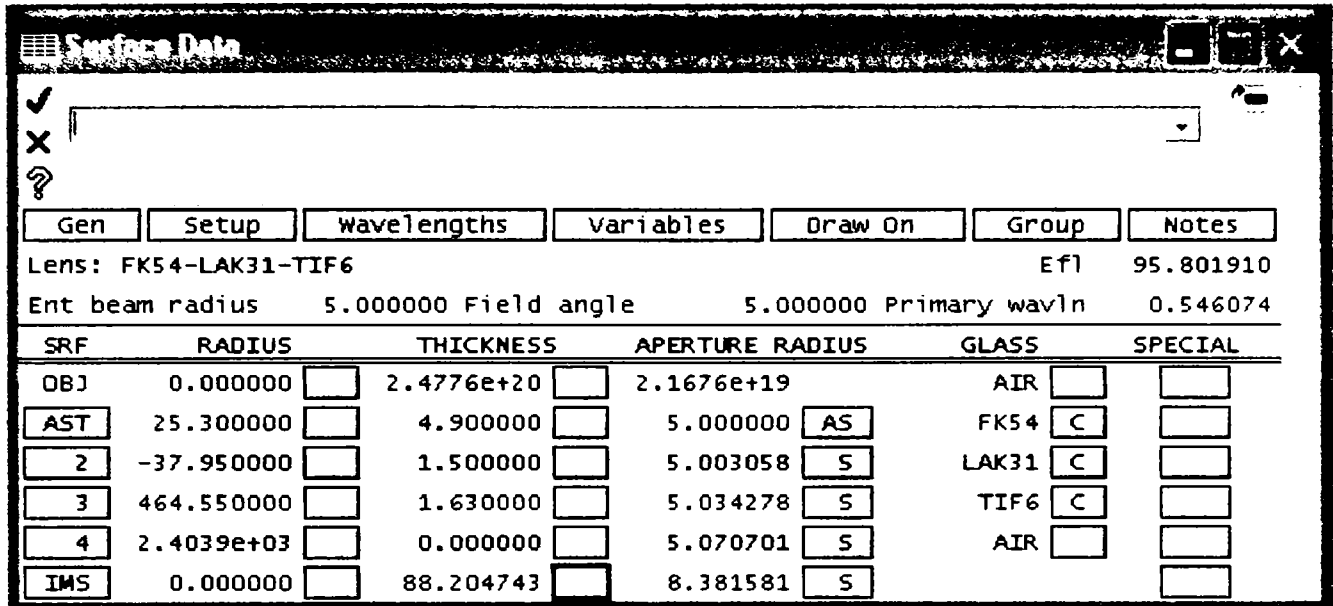 Surface Data
Gen Setup Wavelengths Variables Draw On Group Notes
Lens: FK54-LAK31-TIF6 Efl 95.801910
Ent beam radius 5.000000 Field angle 5.000000 Primary wavln 0.546074
SRF RADIUS THICKNESS APERTURE RADIUS GLASS SPECIAL
OBJ 0.000000 2.4776e+20 2.1676e+19 AIR
AST 25.300000 4.900000 5.000000 AS FK54 C
2 -37.950000 1.500000 5.003058 S LAK31 C
3 464.550000 1.630000 5.034278 S TIF6 C
4 2.4039e+03 0.000000 5.070701 S AIR
IMS 0.000000 88.204743 8.381581 S